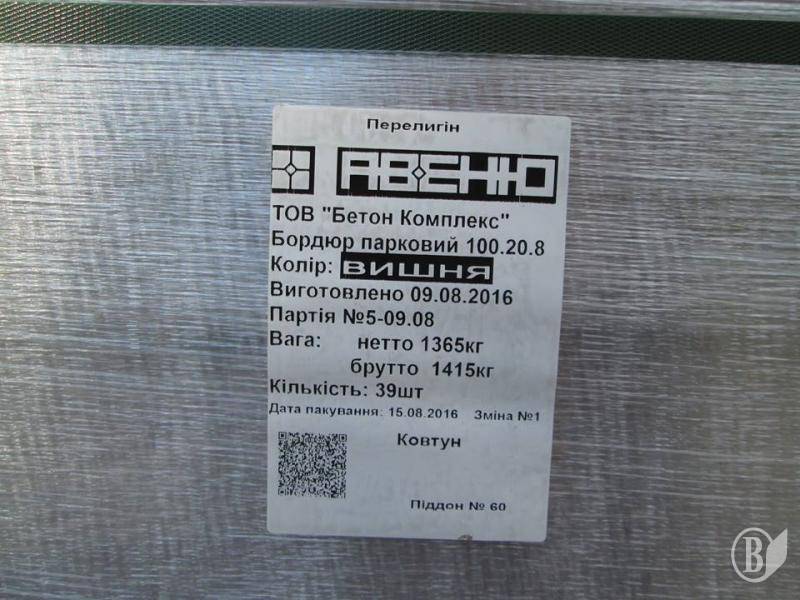 Перелигін
АВЕНЮ
ТОВ "Бетон Комплекс"
Бордюр парковий 100.20.8
Колір: ВИШНЯ
Виготовлено 09.08.2016
Партія №5-09.08
Вага: нетто 1365кг
брутто 1415кг
Кількість: 39шт
Дата пакування: 15.08.2016 Зміна №1
Ковтун
Піддон № 60
В